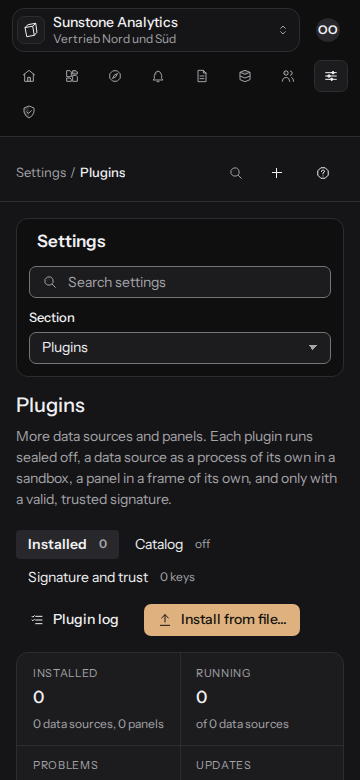 Sunstone Analytics
Vertrieb Nord und Süd
OO
Settings / Plugins
Settings
Search settings
Section
Plugins
Plugins
More data sources and panels. Each plugin runs
sealed off, a data source as a process of its own in a
sandbox, a panel in a frame of its own, and only with
a valid, trusted signature.
Installed 0 Catalog off
Signature and trust 0 keys
Plugin log Install from file...
INSTALLED RUNNING
0 0
0 data sources, 0 panels of 0 data sources
PROBLEMS UPDATES